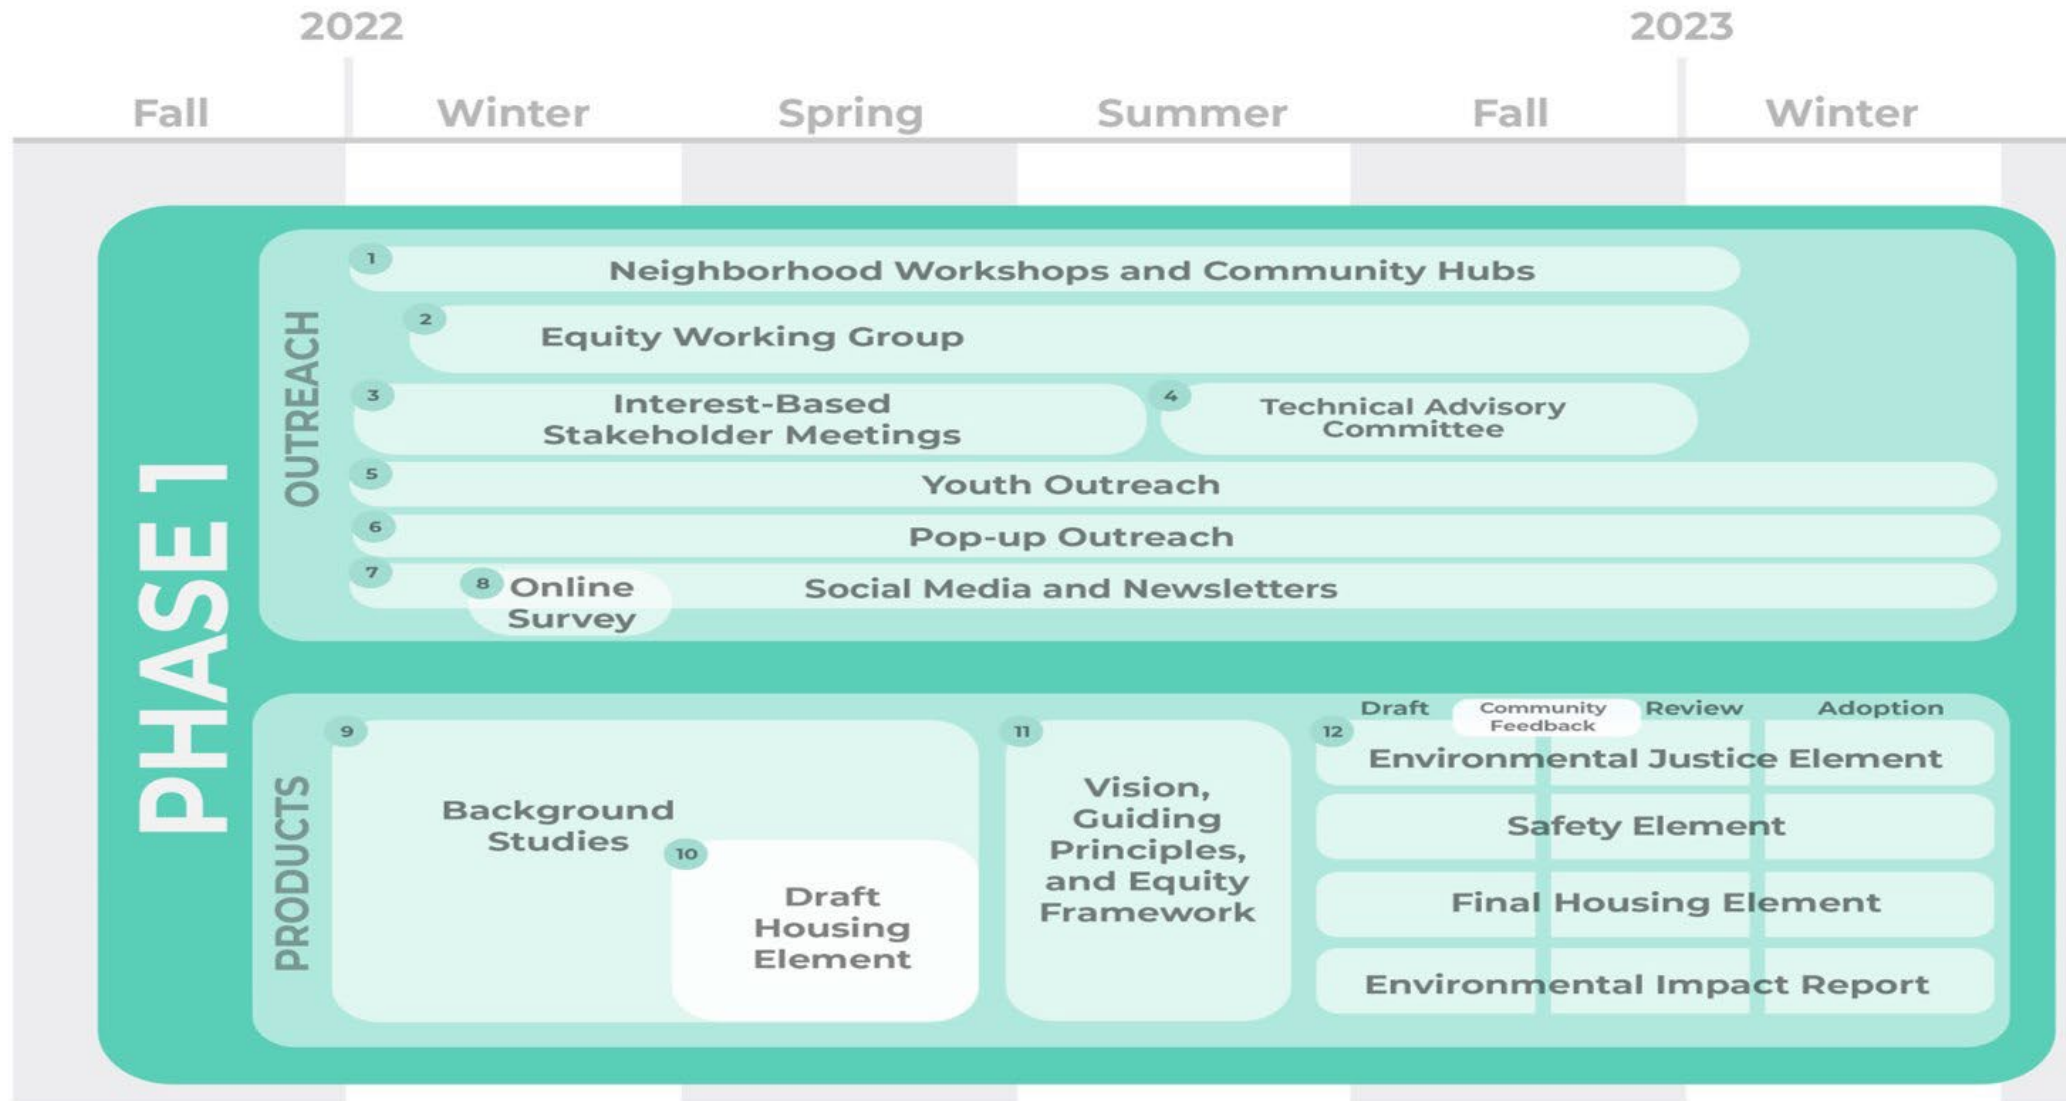 2022
2023
Fall
Winter
Spring
Summer
Fall
Winter
PHASE 1
OUTREACH
1
Neighborhood Workshops and Community Hubs
2
Equity Working Group
3
Interest-Based
Stakeholder Meetings
4
Technical Advisory
Committee
5
Youth Outreach
6
Pop-up Outreach
7
Social Media and Newsletters
8
Online
Survey
PRODUCTS
9
Background
Studies
10
Draft
Housing
Element
11
Vision,
Guiding
Principles,
and Equity
Framework
12
Draft
Community
Feedback
Review
Adoption
Environmental Justice Element
Safety Element
Final Housing Element
Environmental Impact Report